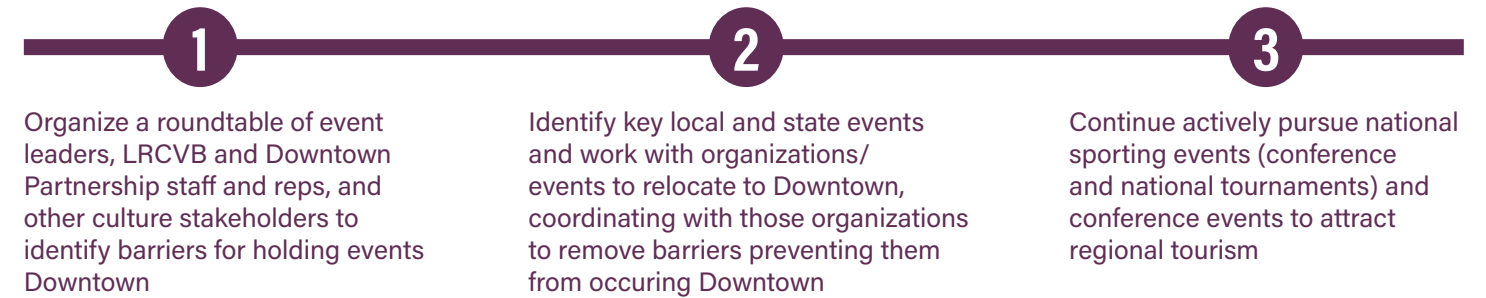 1
Organize a roundtable of event
leaders, LRCVB and Downtown
Partnership staff and reps, and
other culture stakeholders to
identify barriers for holding events
Downtown
2
Identify key local and state events
and work with organizations/
events to relocate to Downtown,
coordinating with those organizations
to remove barriers preventing them
from occuring Downtown
3
Continue actively pursue national
sporting events (conference
and national tournaments) and
conference events to attract
regional tourism